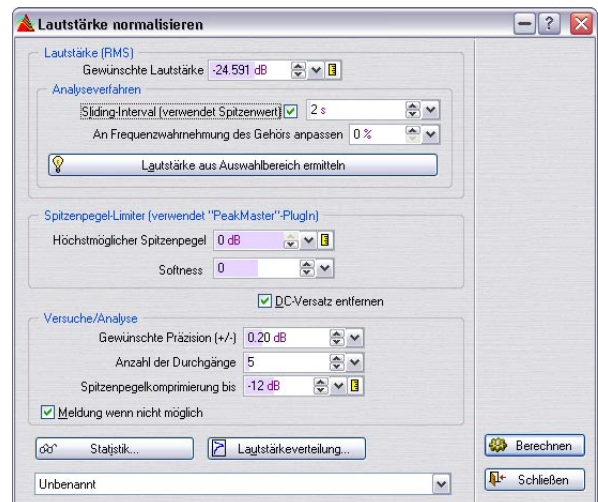 Lautstärke normalisieren
Lautstärke (RMS)
Gewünschte Lautstärke -24.591 dB
Analyseverfahren
Sliding-Interval (verwendet Spitzenwert) 2 s
An Frequenzwahrnehmung des Gehörs anpassen 0 %
Lautstärke aus Auswahlbereich ermitteln
Spitzenpegel-Limiter (verwendet "PeakMaster"-PlugIn)
Höchstmöglicher Spitzenpegel 0 dB
Softness 0
DC-Versatz entfernen
Versuche/Analyse
Gewünschte Präzision (+/-) 0.20 dB
Anzahl der Durchgänge 5
Spitzenpegelkomprimierung bis -12 dB
Meldung wenn nicht möglich
Statistik... Lautstärkeverteilung... Berechnen
Unbenannt Schließen